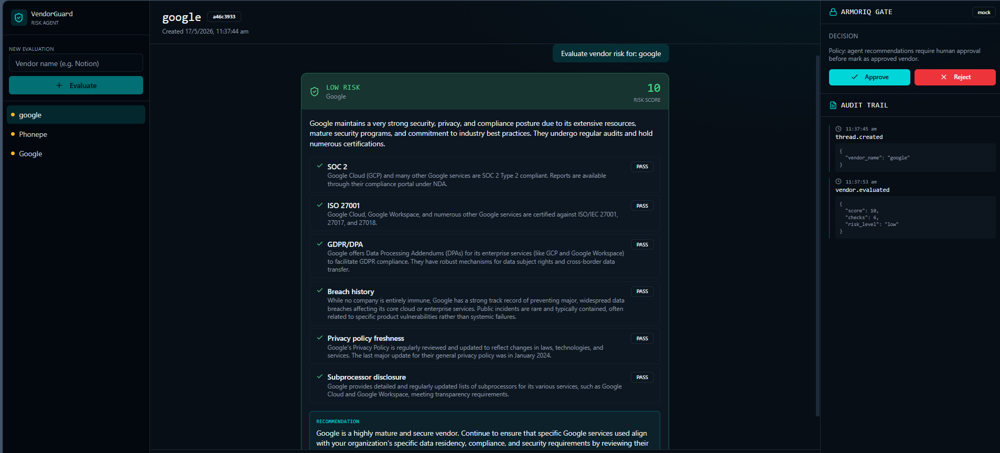 VendorGuard
RISK AGENT
NEW EVALUATION
Vendor name (e.g. Notion)
+ Evaluate
google
Phonepe
Google
google a46c3933
Created 17/5/2026, 11:37:44 am
Evaluate vendor risk for: google
LOW RISK
Google
10
RISK SCORE
Google maintains a very strong security, privacy, and compliance posture due to its extensive resources,
mature security programs, and commitment to industry best practices. They undergo regular audits and hold
numerous certifications.
SOC 2 PASS
Google Cloud (GCP) and many other Google services are SOC 2 Type 2 compliant. Reports are available
through their compliance portal under NDA.
ISO 27001 PASS
Google Cloud, Google Workspace, and numerous other Google services are certified against ISO/IEC 27001,
27017, and 27018.
GDPR/DPA PASS
Google offers Data Processing Addendums (DPAs) for its enterprise services (like GCP and Google Workspace)
to facilitate GDPR compliance. They have robust mechanisms for data subject rights and cross-border data
transfer.
Breach history PASS
While no company is entirely immune, Google has a strong track record of preventing major, widespread data
breaches affecting its core cloud or enterprise services. Public incidents are rare and typically contained, often
related to specific product vulnerabilities rather than systemic failures.
Privacy policy freshness PASS
Google's Privacy Policy is regularly reviewed and updated to reflect changes in laws, technologies, and
services. The last major update for their general privacy policy was in January 2024.
Subprocessor disclosure PASS
Google provides detailed and regularly updated lists of subprocessors for its various services, such as Google
Cloud and Google Workspace, meeting transparency requirements.
RECOMMENDATION
Google is a highly mature and secure vendor. Continue to ensure that specific Google services used align
with your organization's specific data residency, compliance, and security requirements by reviewing their
ARMORIQ GATE mock
DECISION
Policy: agent recommendations require human approval
before mark as approved vendor.
Approve
Reject
AUDIT TRAIL
11:37:45 am
thread.created
{
"vendor_name": "google"
}
11:37:53 am
vendor.evaluated
{
"score": 10,
"checks": 6,
"risk_level": "low"
}